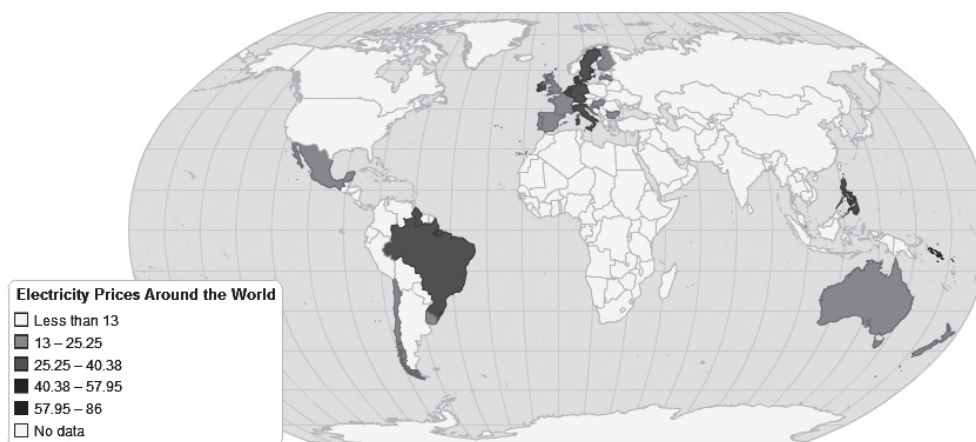 Electricity Prices Around the World
Less than 13
13 – 25.25
25.25 – 40.38
40.38 – 57.95
57.95 – 86
No data